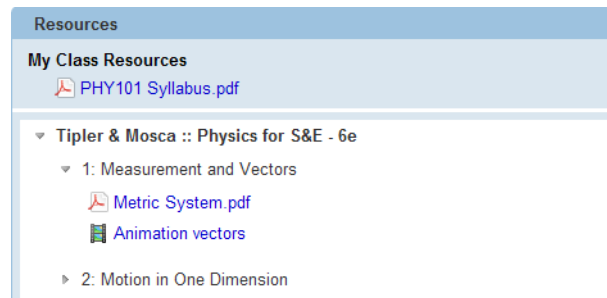 Resources
My Class Resources
PHY101 Syllabus.pdf
Tipler & Mosca :: Physics for S&E - 6e
1: Measurement and Vectors
Metric System.pdf
Animation vectors
2: Motion in One Dimension